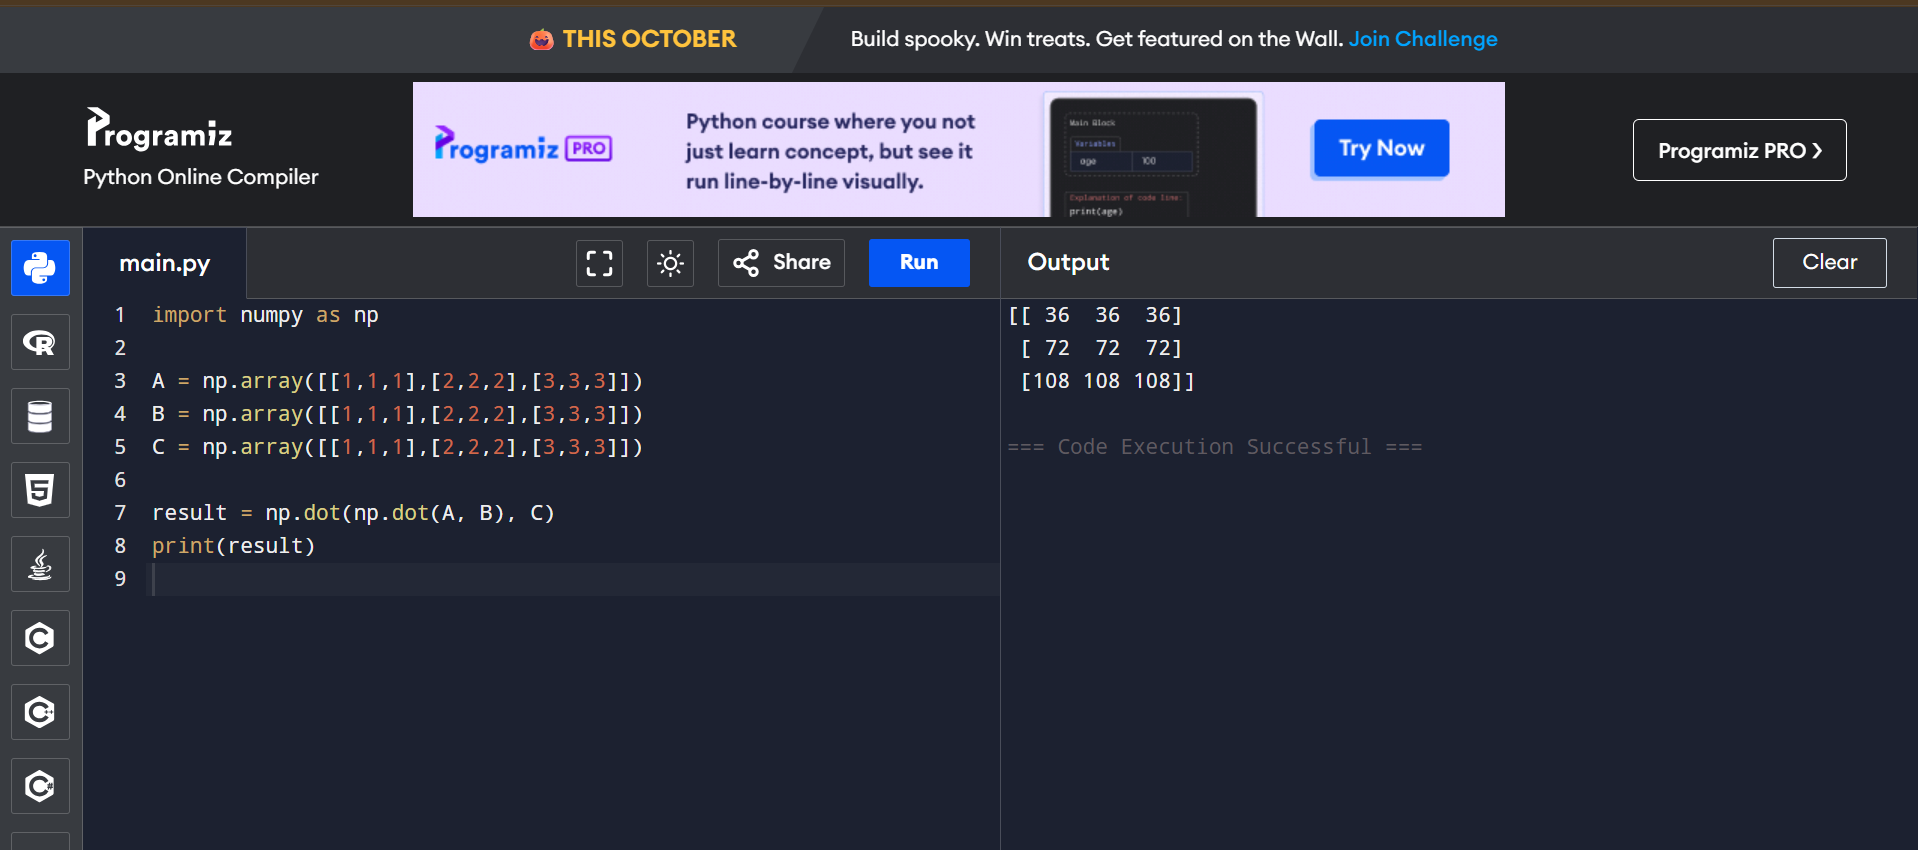 THIS OCTOBER
Build spooky. Win treats. Get featured on the Wall. Join Challenge
Programiz
Python Online Compiler
Programiz PRO
Python course where you not
just learn concept, but see it
run line-by-line visually.
Main Block
Variables
age 100
Explanation of code line:
print(age)
Try Now
Programiz PRO ❯
main.py
Share
Run
1 import numpy as np
2
3 A = np.array([[1,1,1],[2,2,2],[3,3,3]])
4 B = np.array([[1,1,1],[2,2,2],[3,3,3]])
5 C = np.array([[1,1,1],[2,2,2],[3,3,3]])
6
7 result = np.dot(np.dot(A, B), C)
8 print(result)
9
Output
Clear
[[ 36  36  36]
 [ 72  72  72]
 [108 108 108]]
=== Code Execution Successful ===
R
5
C
C++
C#